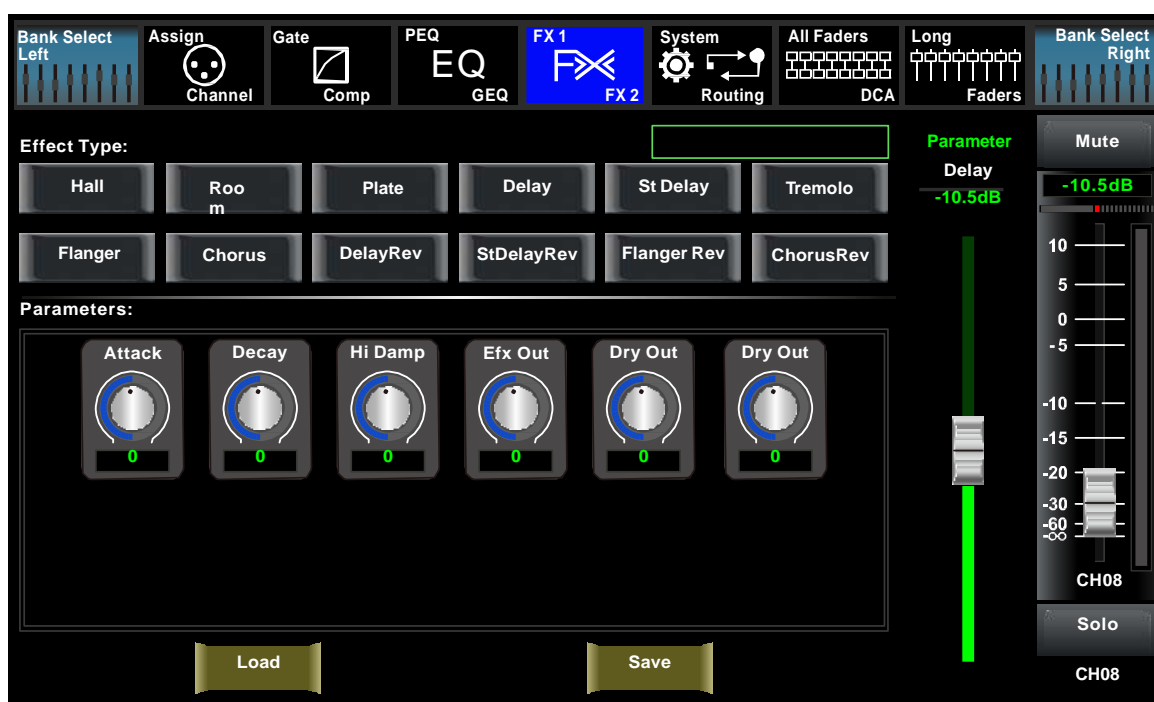 Bank Select
Left
Assign
Channel
Gate
Comp
PEQ
EQ
GEQ
FX 1
FX
FX 2
System
Routing
All Faders
DCA
Long
Faders
Bank Select
Right
Effect Type:
Hall
Roo
m
Plate
Delay
St Delay
Tremolo
Flanger
Chorus
DelayRev
StDelayRev
Flanger Rev
ChorusRev
Parameters:
Attack
Decay
Hi Damp
Efx Out
Dry Out
Dry Out
0
0
0
0
0
0
Load
Save
Parameter
Delay
-10.5dB
Mute
-10.5dB
10
5
0
-5
-10
-15
-20
-30
-60
-∞
CH08
Solo
CH08